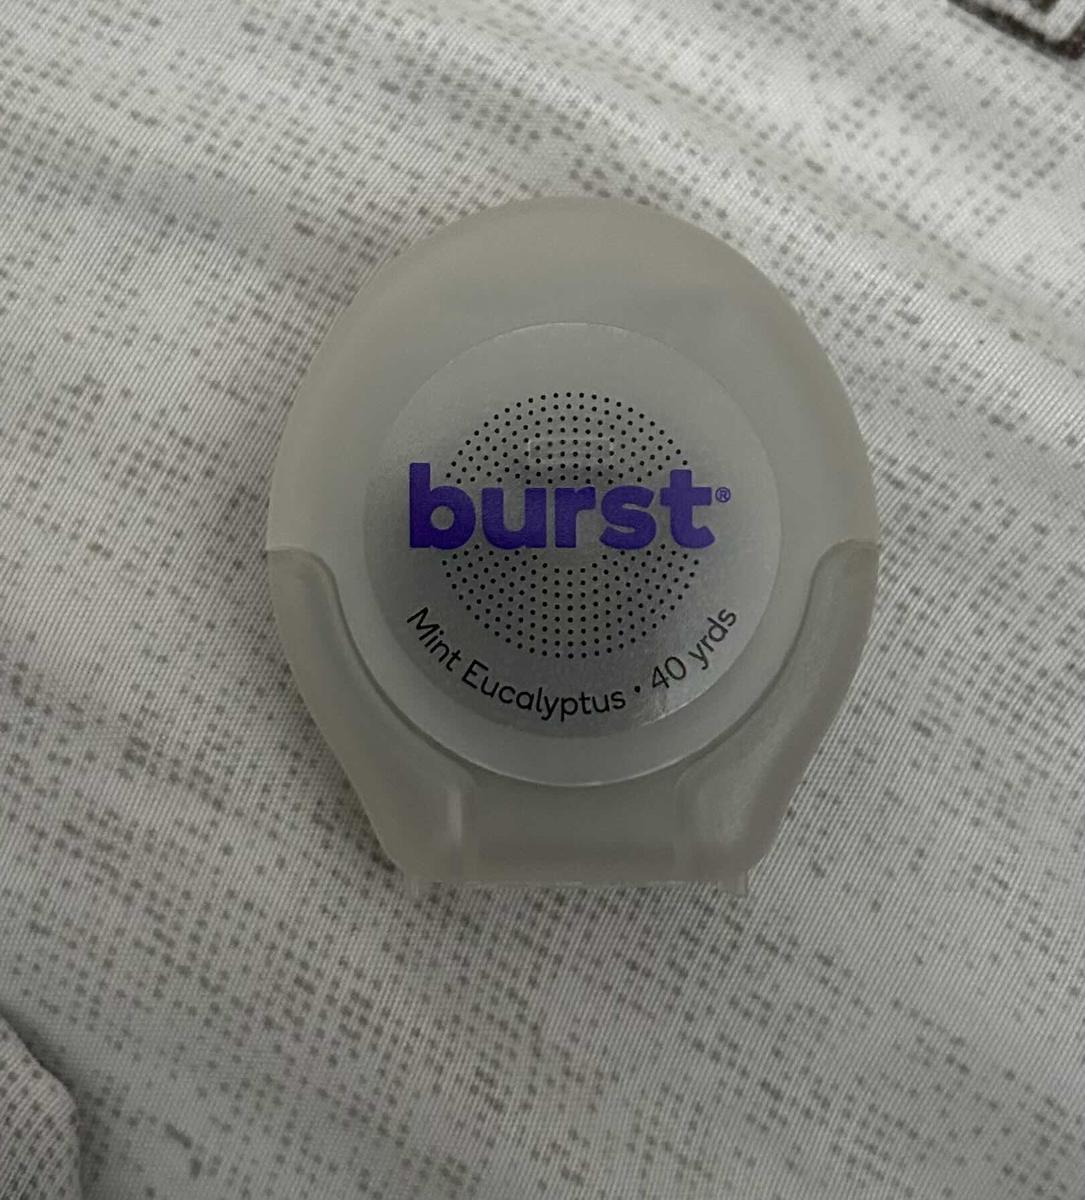 burst®
Mint Eucalyptus • 40 yrds